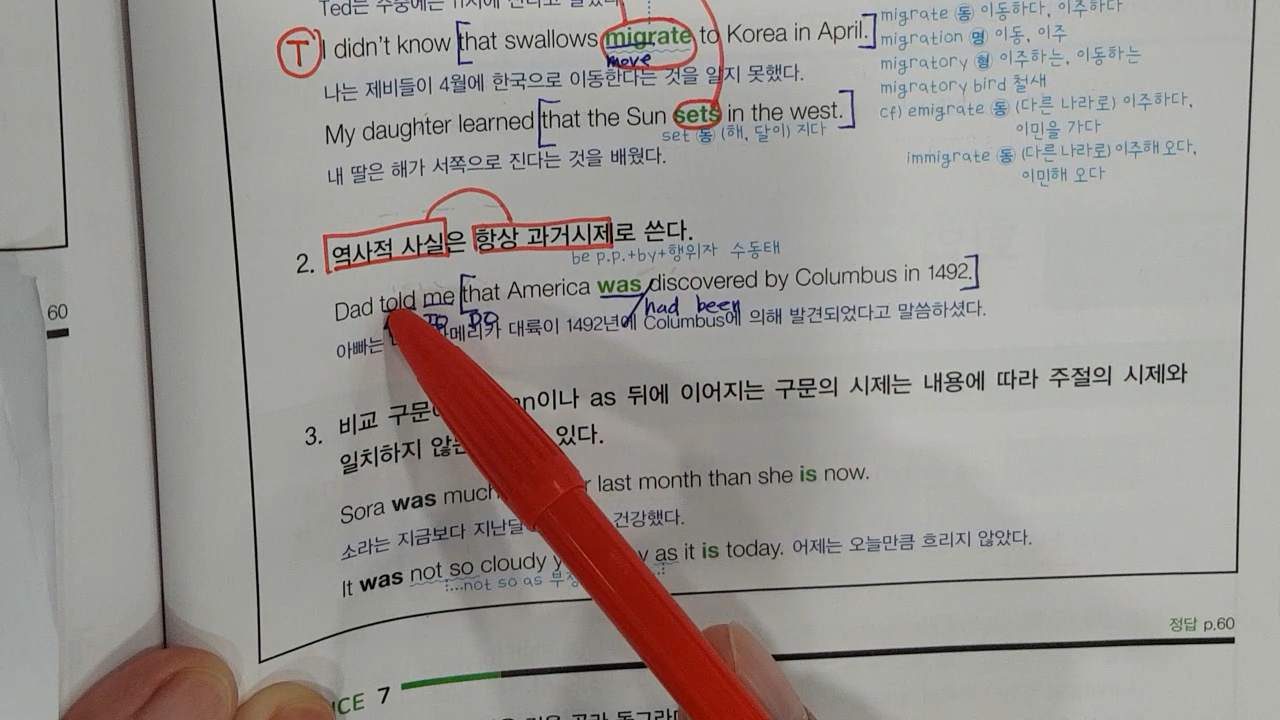 Ted는
T I didn't know [that swallows migrate to Korea in April.]
move
나는 제비들이 4월에 한국으로 이동한다는 것을 알지 못했다.
My daughter learned [that the Sun sets in the west.]
set 동 (해, 달이) 지다
내 딸은 해가 서쪽으로 진다는 것을 배웠다.
migrate 동 이동하다, 이주하다
migration 명 이동, 이주
migratory 형 이주하는, 이동하는
migratory bird 철새
cf) emigrate 동 (다른 나라로) 이주하다,
이민을 가다
immigrate 동 (다른 나라로) 이주해 오다,
이민해 오다
2. 역사적 사실은 항상 과거시제로 쓴다.
be p.p.+by+행위자 수동태
Dad told me [that America was discovered by Columbus in 1492.]
had been
IO DO
아빠는 대륙이 1492년에 Columbus에 의해 발견되었다고 말씀하셨다.
3. 비교 구문 이나 as 뒤에 이어지는 구문의 시제는 내용에 따라 주절의 시제와
일치하지 않 있다.
Sora was much last month than she is now.
소라는 지금보다 지난달 건강했다.
It was not so cloudy as it is today. 어제는 오늘만큼 흐리지 않았다.
not so as
정답 p.60
60
7